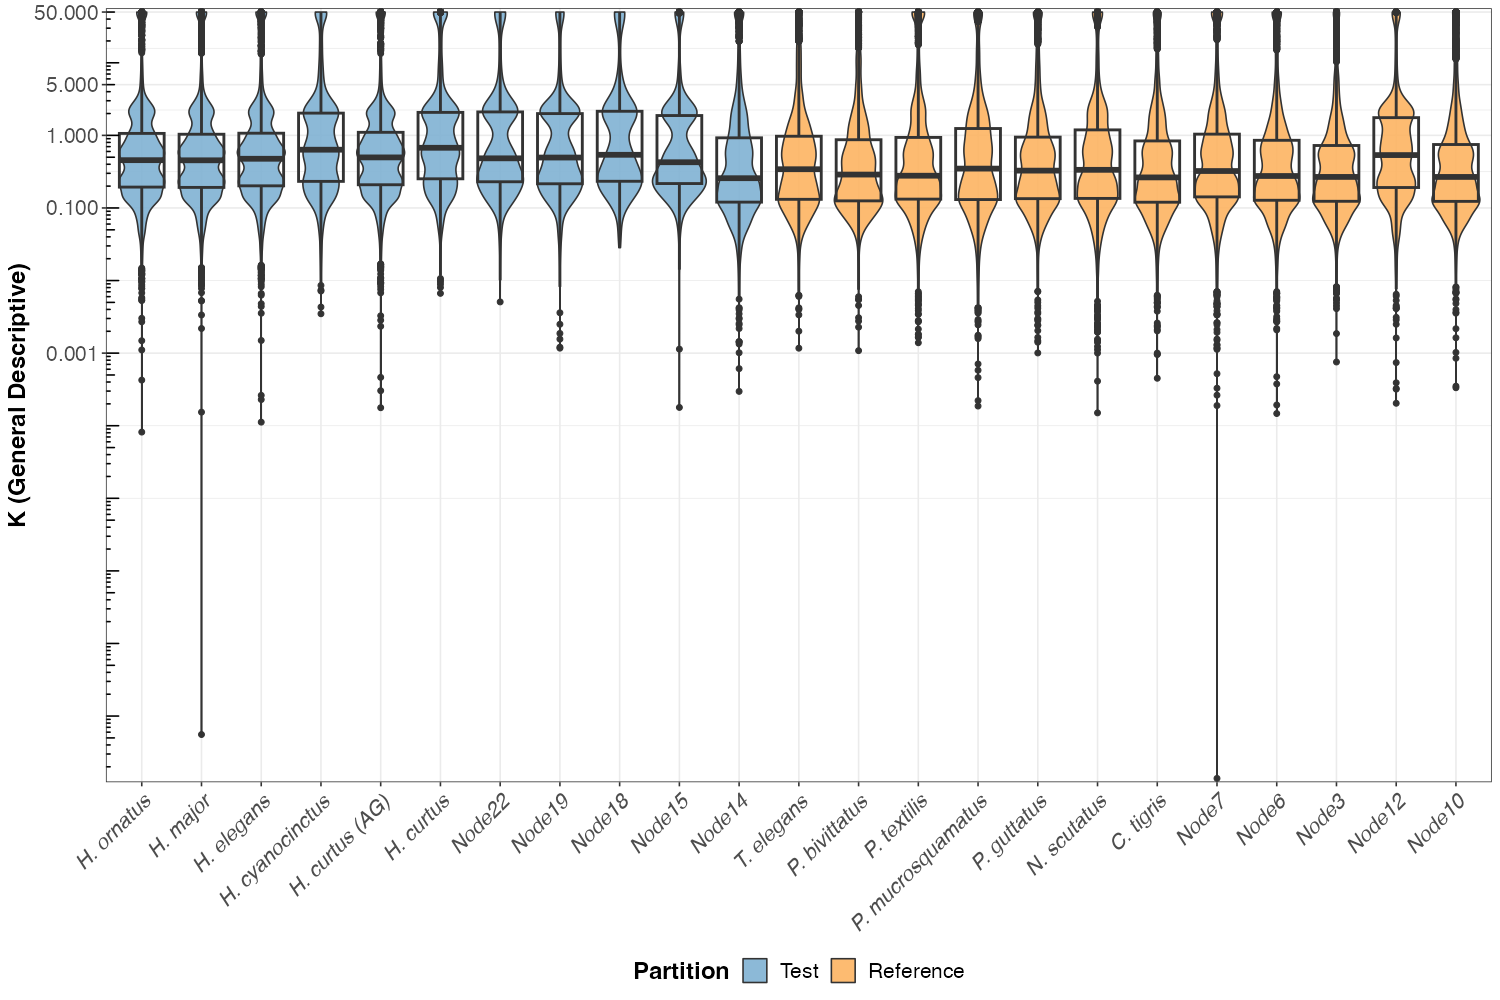 50.000
5.000
1.000
0.100
0.001
K (General Descriptive)
H. ornatus
H. major
H. elegans
H. cyanocinctus
H. curtus (AG)
H. curtus
Node22
Node19
Node18
Node15
Node14
T. elegans
P. bivittatus
P. textilis
P. mucrosquamatus
P. guttatus
N. scutatus
C. tigris
Node7
Node6
Node3
Node12
Node10
Partition Test Reference